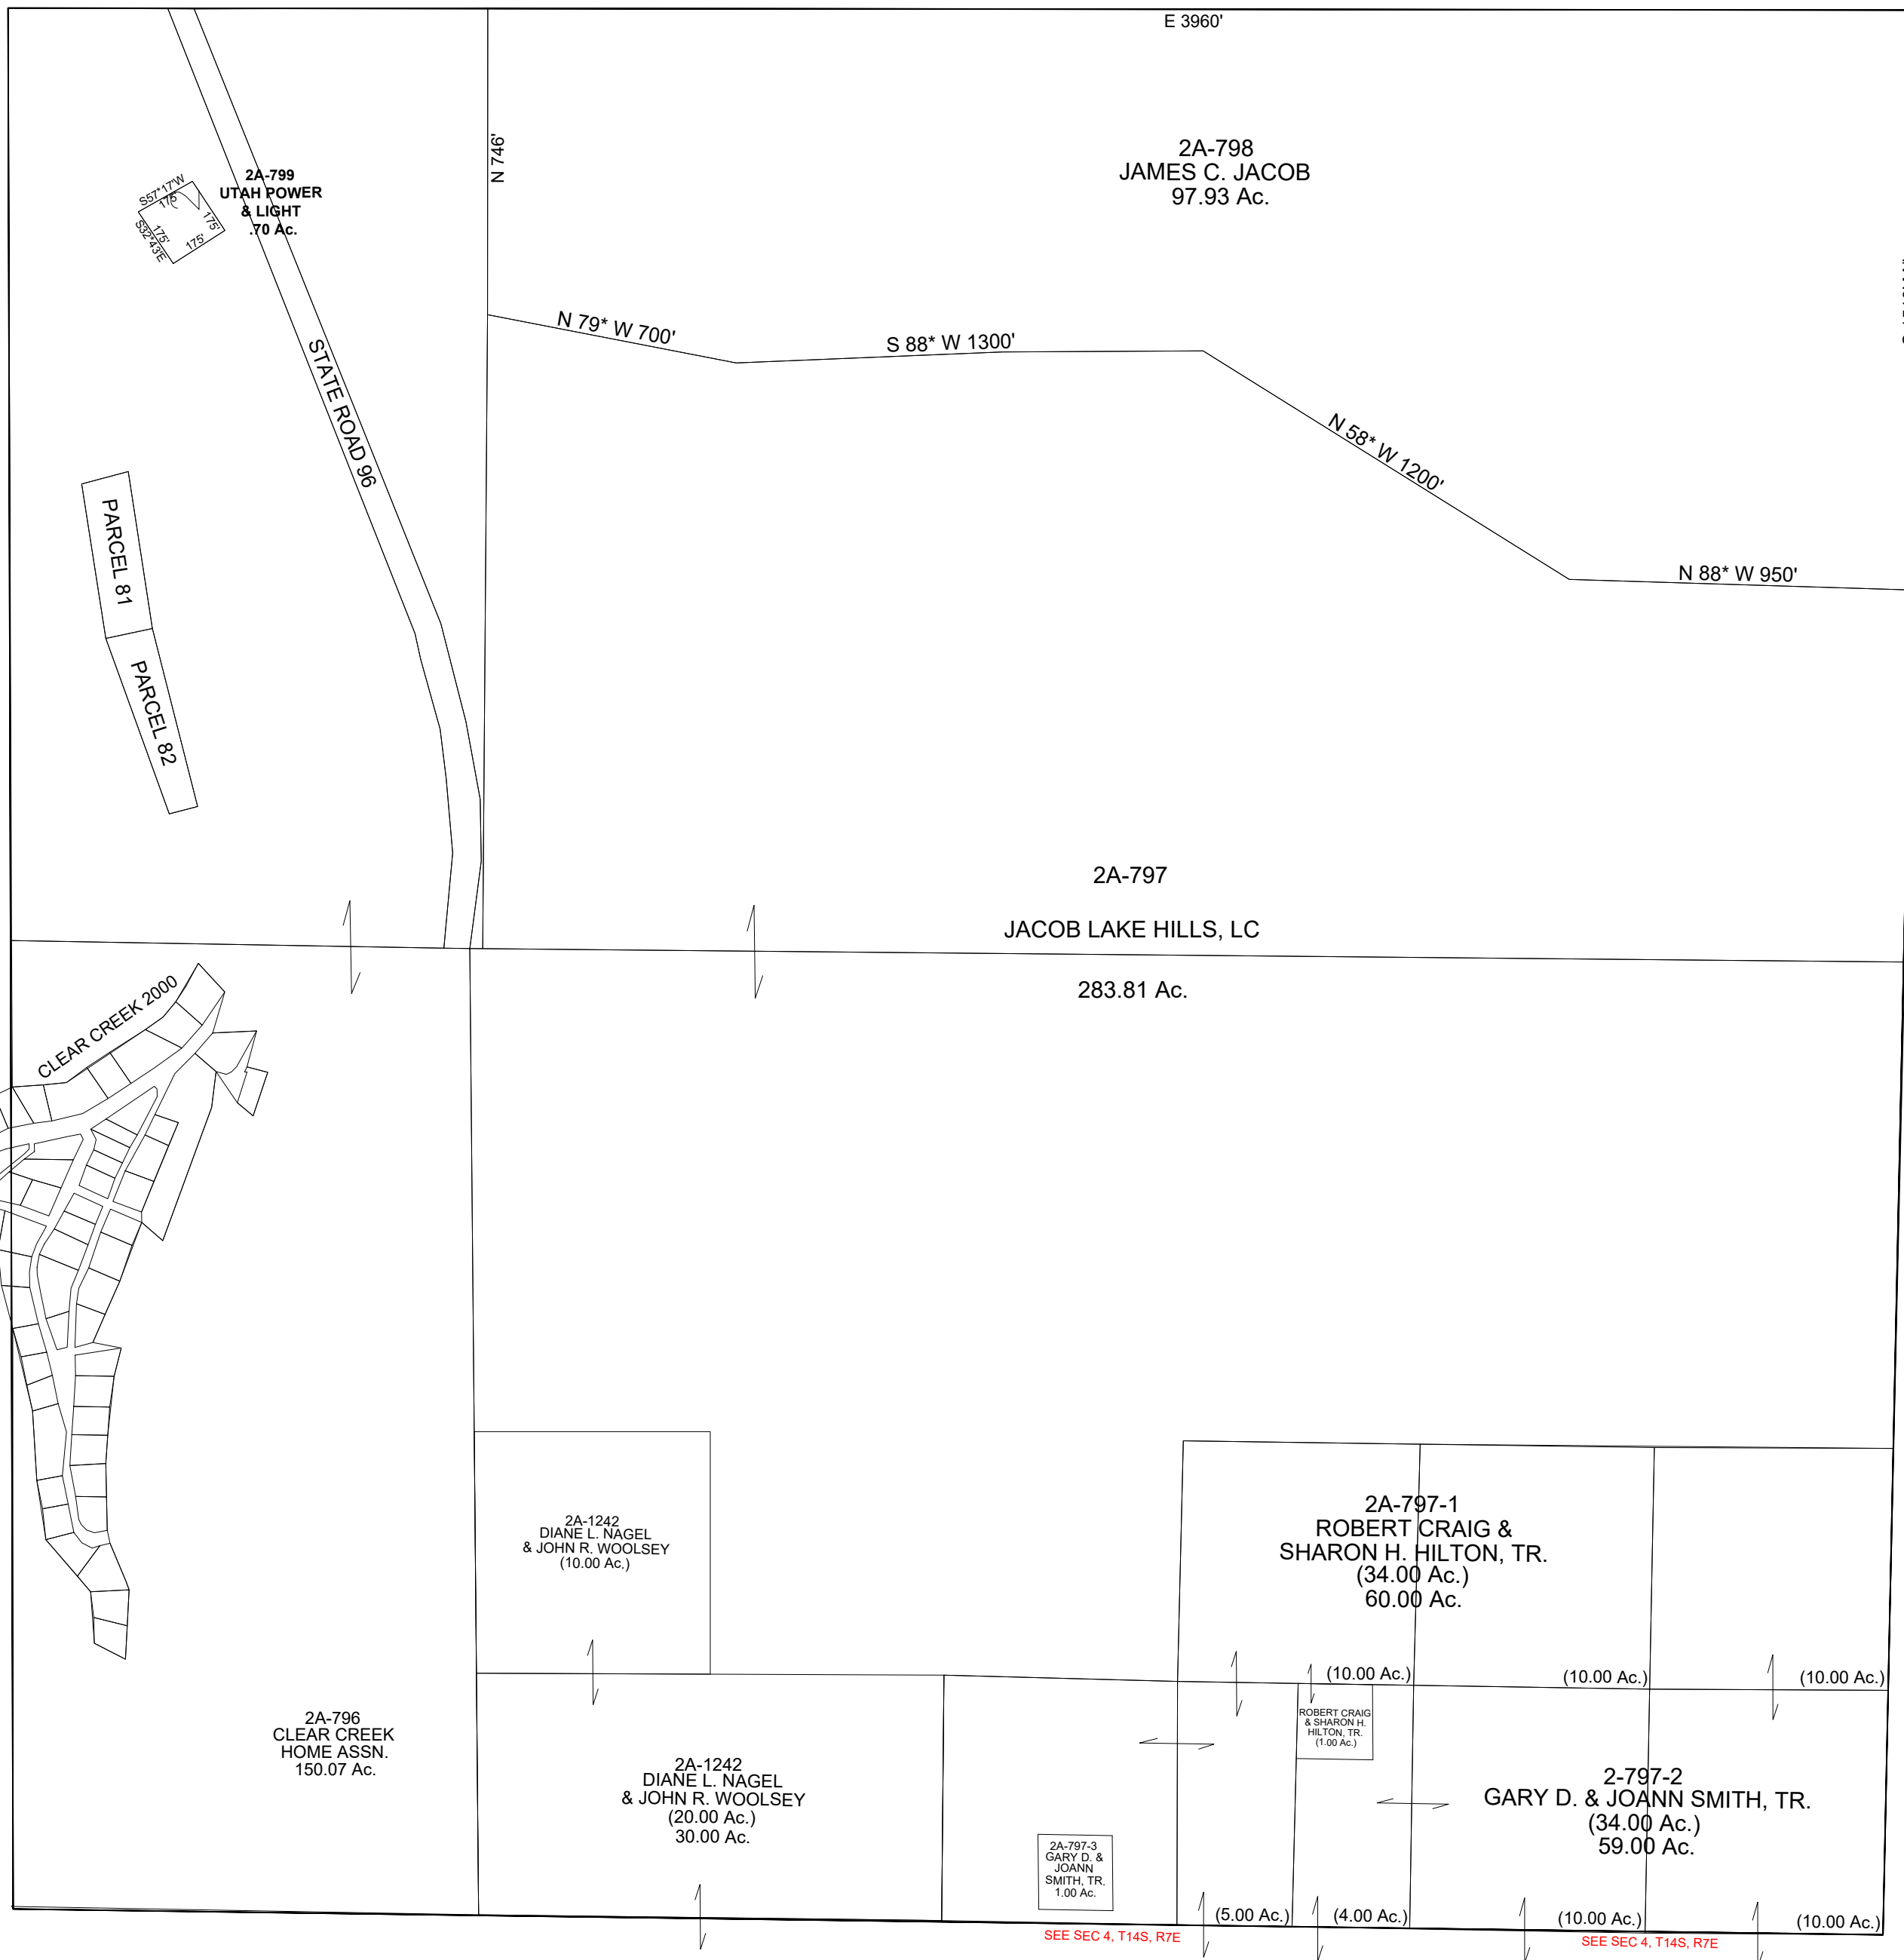 E 3960'
N 746'
2A-798
JAMES C. JACOB
97.93 Ac.
2A-799
UTAH POWER
& LIGHT
.70 Ac.
S57*17'W
175'
175'
175'
175'
S32*43'E
STATE ROAD 96
N 79* W 700'
S 88* W 1300'
N 58* W 1200'
N 88* W 950'
PARCEL 81
PARCEL 82
2A-797
JACOB LAKE HILLS, LC
283.81 Ac.
CLEAR CREEK 2000
2A-1242
DIANE L. NAGEL
& JOHN R. WOOLSEY
(10.00 Ac.)
2A-797-1
ROBERT CRAIG &
SHARON H. HILTON, TR.
(34.00 Ac.)
60.00 Ac.
(10.00 Ac.)
(10.00 Ac.)
(10.00 Ac.)
ROBERT CRAIG
& SHARON H.
HILTON, TR.
(1.00 Ac.)
2A-796
CLEAR CREEK
HOME ASSN.
150.07 Ac.
2A-1242
DIANE L. NAGEL
& JOHN R. WOOLSEY
(20.00 Ac.)
30.00 Ac.
2-797-2
GARY D. & JOANN SMITH, TR.
(34.00 Ac.)
59.00 Ac.
2A-797-3
GARY D. &
JOANN
SMITH, TR.
1.00 Ac.
(5.00 Ac.)
(4.00 Ac.)
(10.00 Ac.)
(10.00 Ac.)
SEE SEC 4, T14S, R7E
SEE SEC 4, T14S, R7E